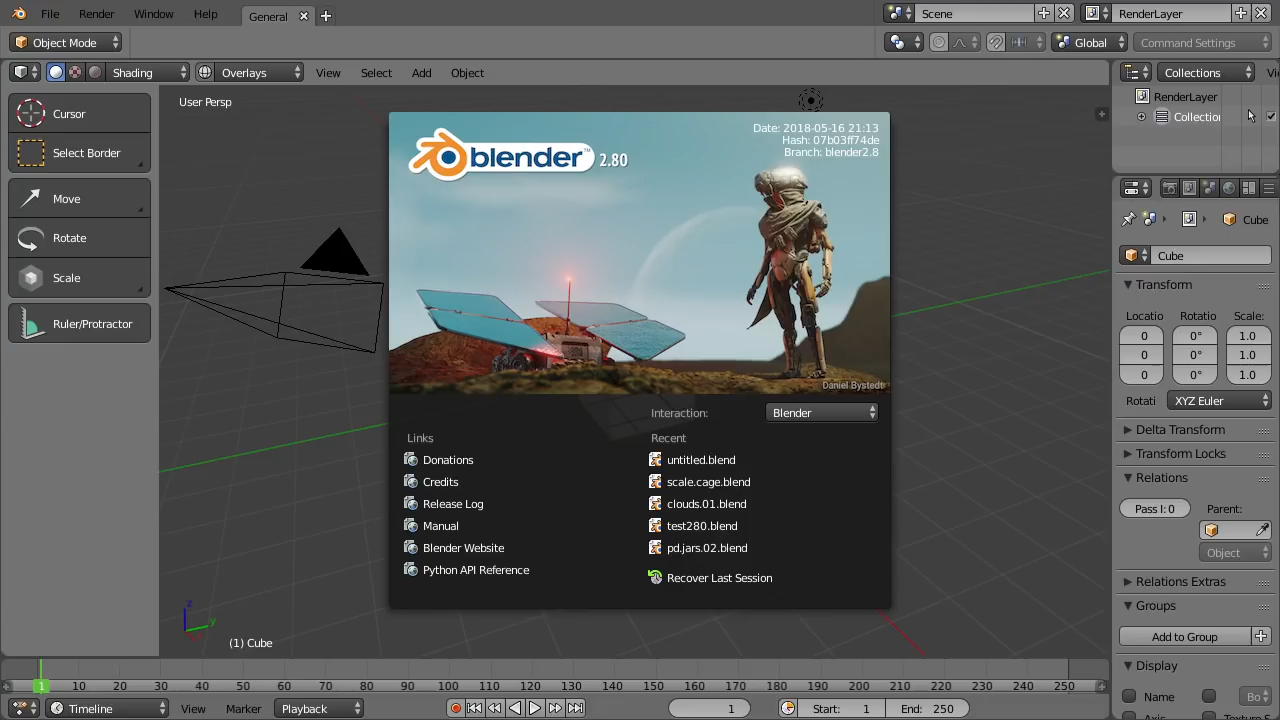 File Render Window Help General Scene RenderLayer
Object Mode Global Command Settings
Shading Overlays View Select Add Object Collections
User Persp
RenderLayer
Cursor
Select Border
Move
Rotate
Scale
Ruler/Protractor
blender 2.80
Date: 2018-05-16 21:13
Hash: 07b03ff74de
Branch: blender2.8
Daniel Bystedt
Interaction: Blender
Links
Donations
Credits
Release Log
Manual
Blender Website
Python API Reference
Recent
untitled.blend
scale.cage.blend
clouds.01.blend
test280.blend
pd.jars.02.blend
Recover Last Session
Collection
Cube
Cube
Transform
Locatio Rotatio Scale:
0 0° 1.0
0 0° 1.0
0 0° 1.0
Rotati XYZ Euler
Delta Transform
Transform Locks
Relations
Pass I: 0 Parent:
Object
Relations Extras
Groups
Add to Group
Display
Name Bo
z
y
(1) Cube
1 10 20 30 40 50 60 70 80 90 100 110 120 130 140 150 160 170 180 190 200 210 220 230 240 250
Timeline View Marker Playback 1 Start: 1 End: 250